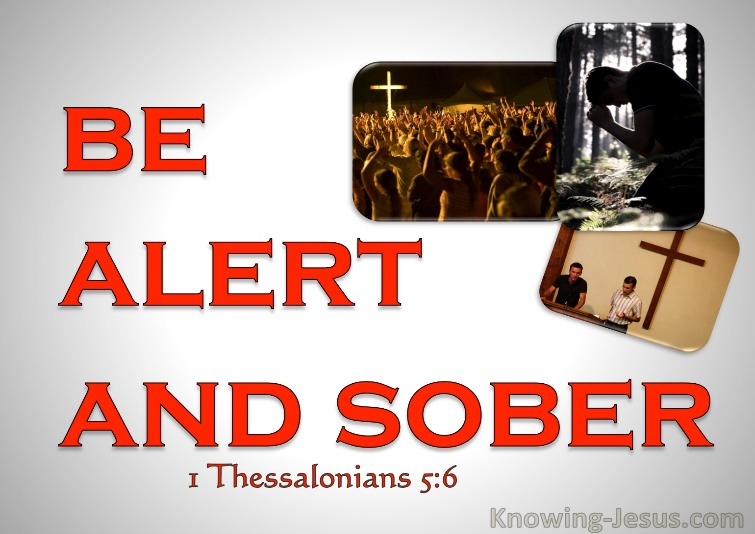 BE
ALERT
AND SOBER
1 Thessalonians 5:6
Knowing-Jesus.com